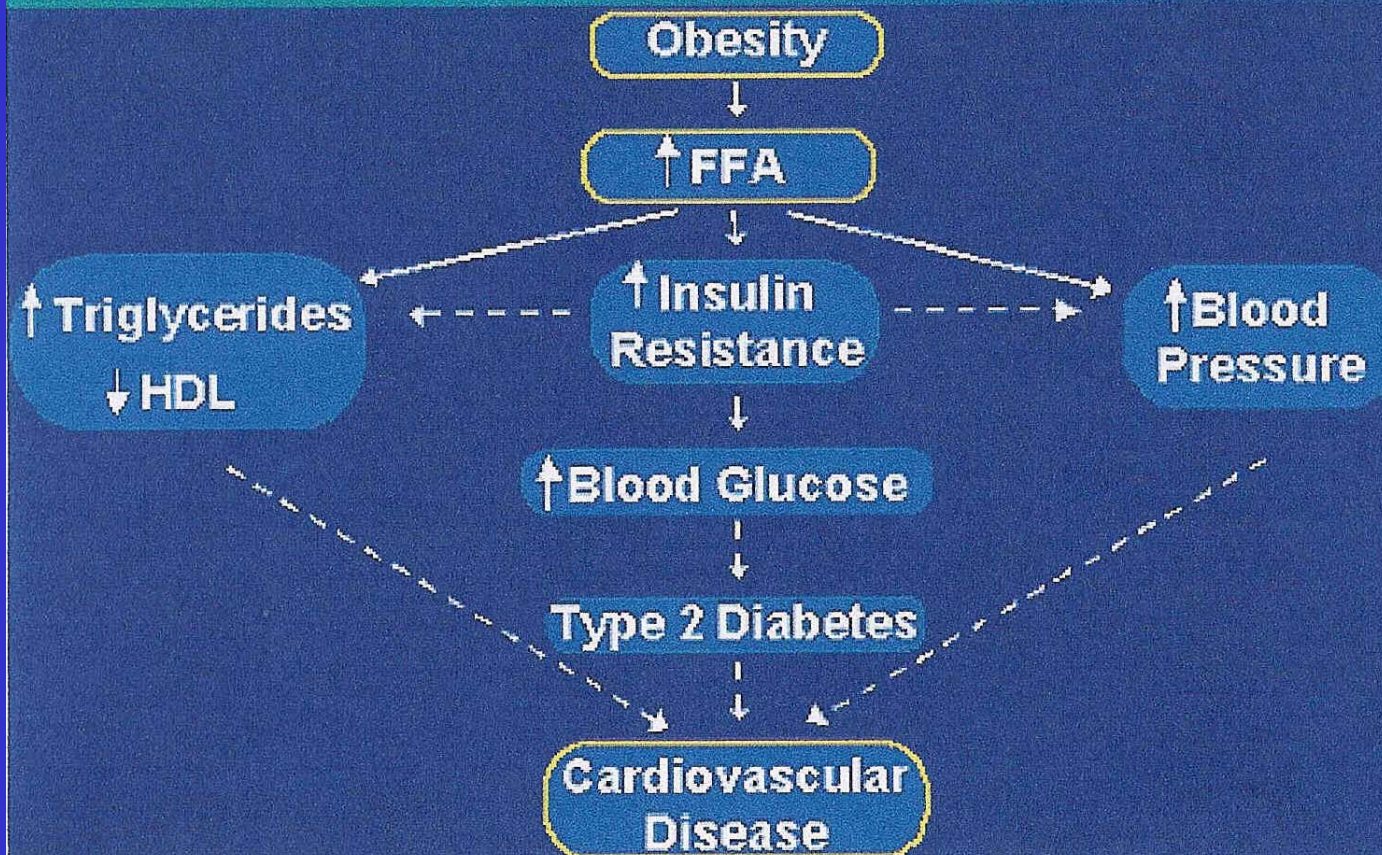 Obesity
↑FFA
↑Triglycerides
↓HDL
↑Insulin
Resistance
↑Blood
Pressure
↑Blood Glucose
Type 2 Diabetes
Cardiovascular
Disease